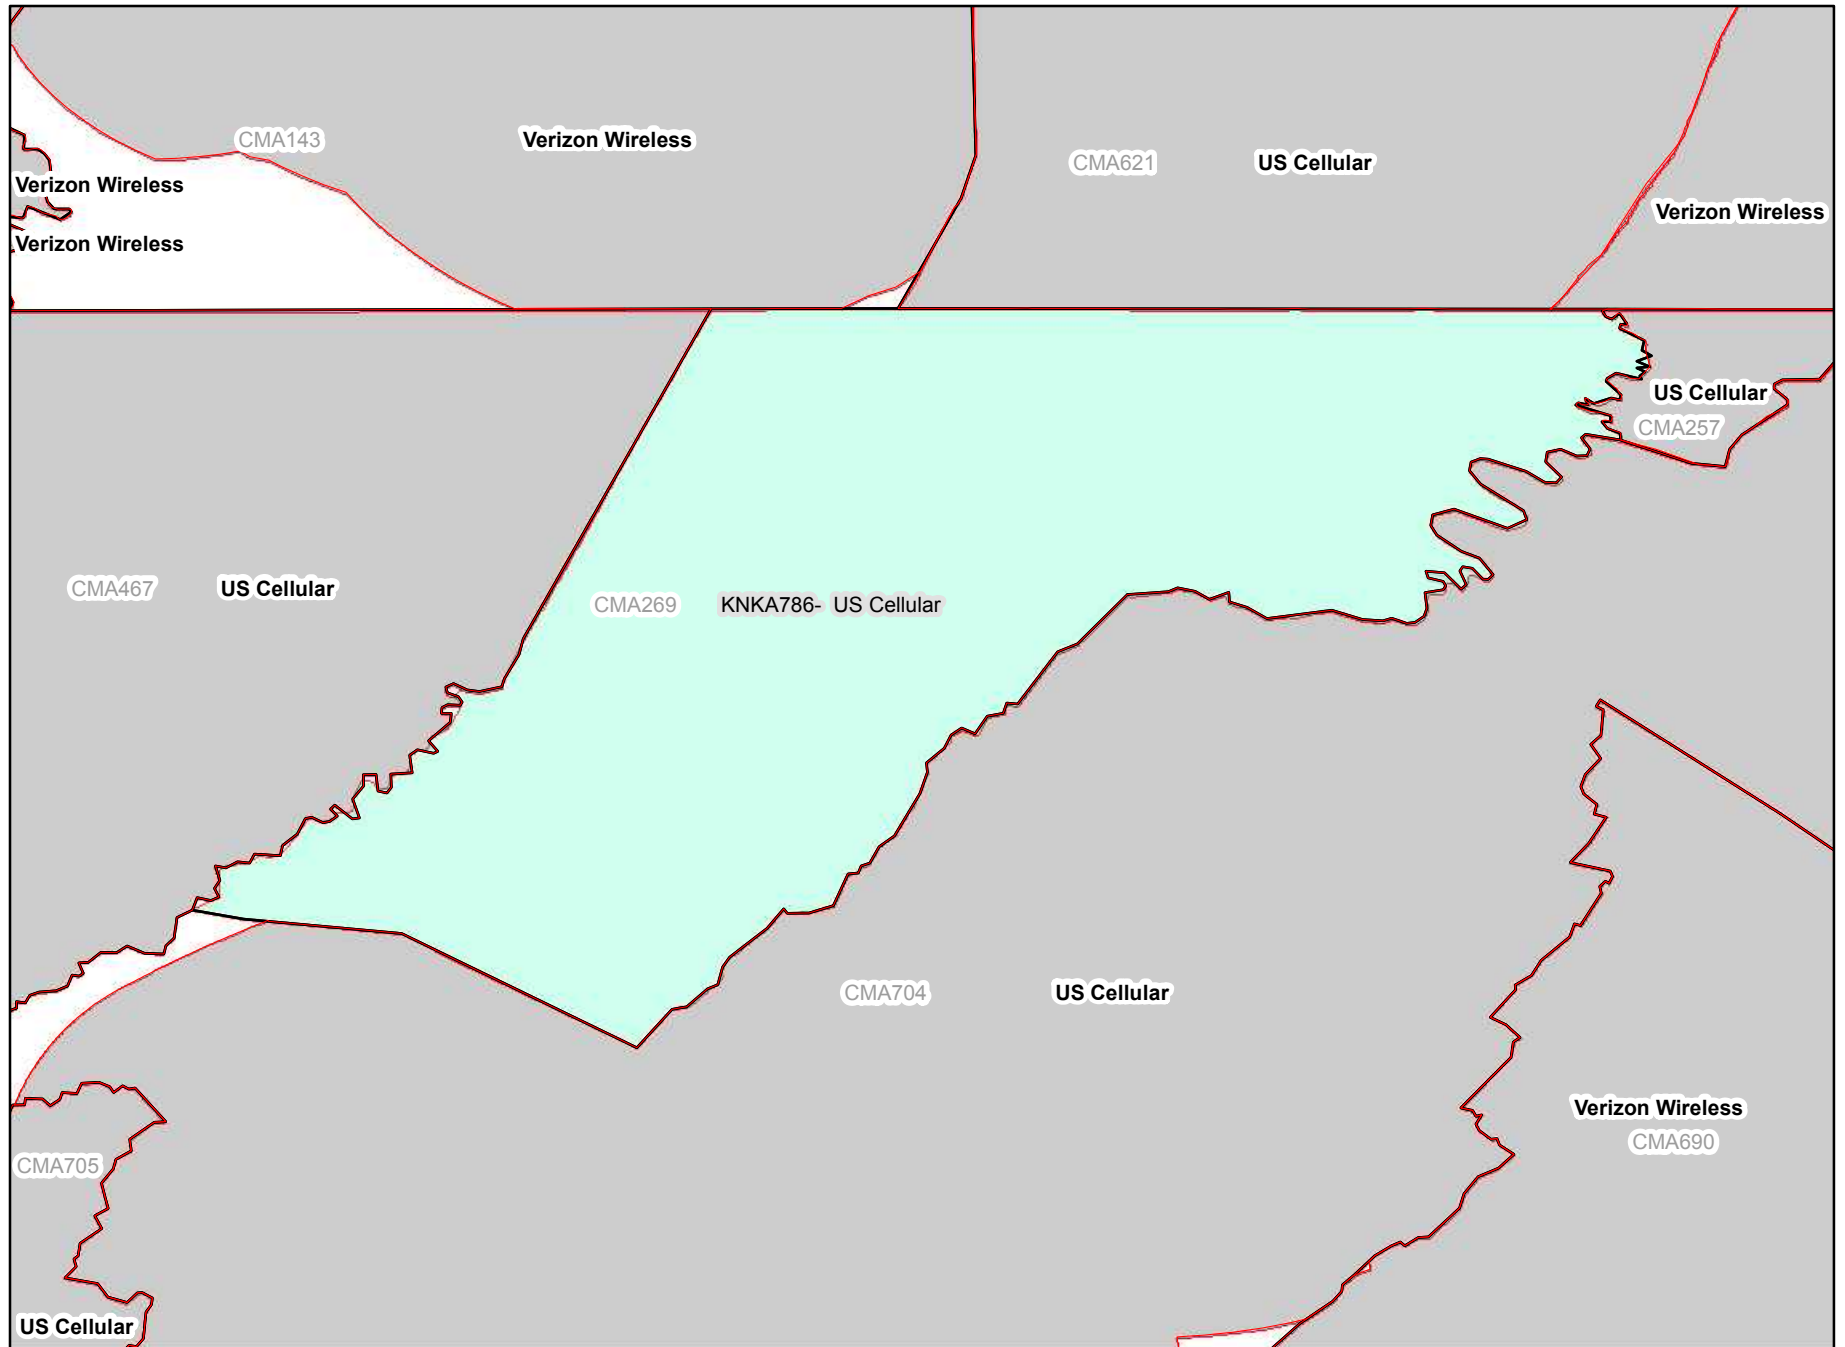 CMA143
Verizon Wireless
CMA621
US Cellular
Verizon Wireless
Verizon Wireless
Verizon Wireless
US Cellular
CMA257
CMA467
US Cellular
CMA269
KNKA786- US Cellular
CMA704
US Cellular
Verizon Wireless
CMA690
CMA705
US Cellular